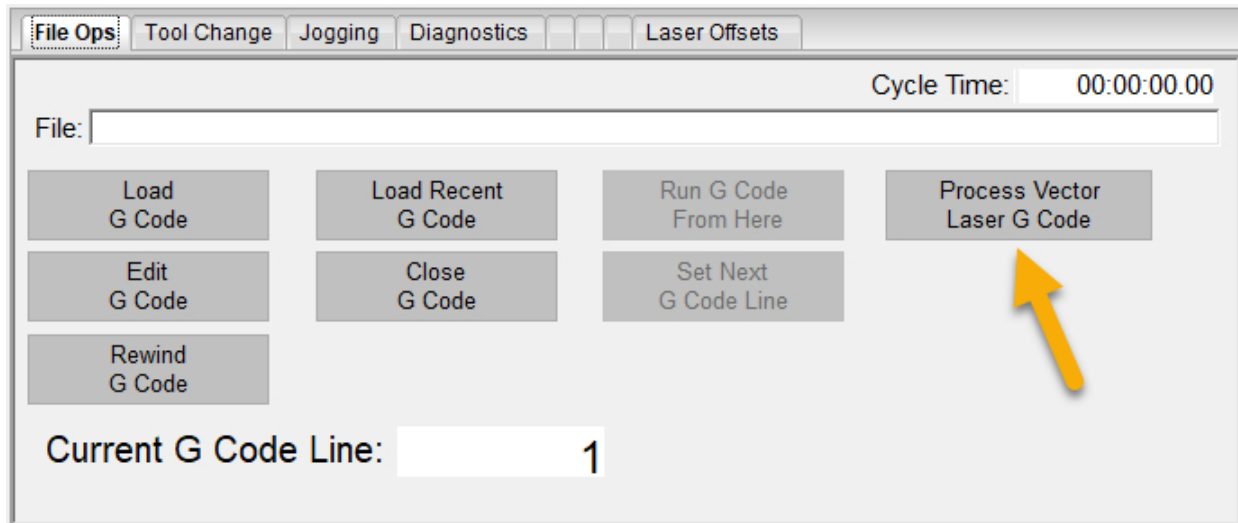 File Ops Tool Change Jogging Diagnostics Laser Offsets
Cycle Time: 00:00:00.00
File:
Load
G Code
Load Recent
G Code
Run G Code
From Here
Process Vector
Laser G Code
Edit
G Code
Close
G Code
Set Next
G Code Line
Rewind
G Code
Current G Code Line: 1